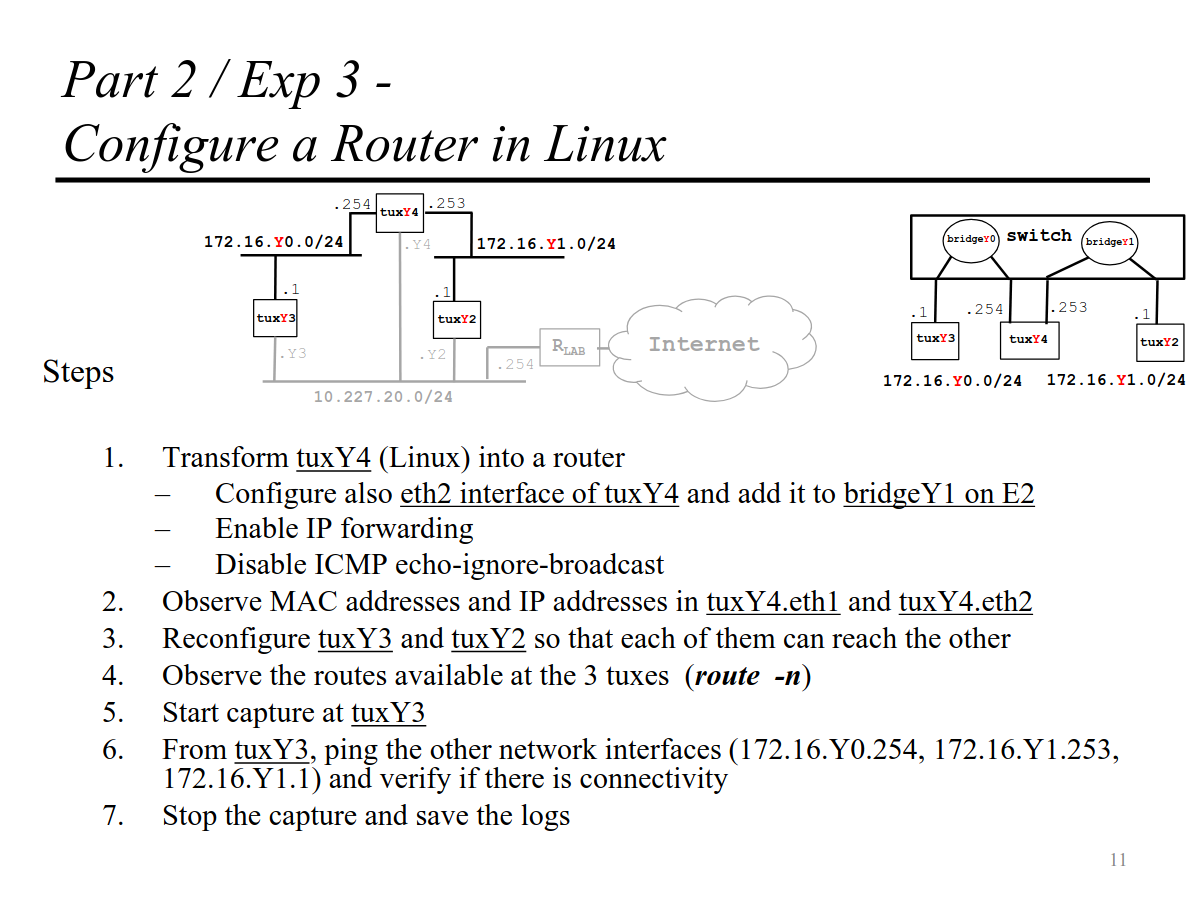 Part 2 / Exp 3 -
Configure a Router in Linux
.254
tuxY4
.253
172.16.Y0.0/24
.Y4
172.16.Y1.0/24
.1
.1
tuxY3
tuxY2
.Y3
.Y2
.254
RLAB
Internet
10.227.20.0/24
bridgeY0
switch
bridgeY1
.1
.254
.253
.1
tuxY3
tuxY4
tuxY2
172.16.Y0.0/24
172.16.Y1.0/24
Steps
1. Transform tuxY4 (Linux) into a router
– Configure also eth2 interface of tuxY4 and add it to bridgeY1 on E2
– Enable IP forwarding
– Disable ICMP echo-ignore-broadcast
2. Observe MAC addresses and IP addresses in tuxY4.eth1 and tuxY4.eth2
3. Reconfigure tuxY3 and tuxY2 so that each of them can reach the other
4. Observe the routes available at the 3 tuxes (route -n)
5. Start capture at tuxY3
6. From tuxY3, ping the other network interfaces (172.16.Y0.254, 172.16.Y1.253,
172.16.Y1.1) and verify if there is connectivity
7. Stop the capture and save the logs
11